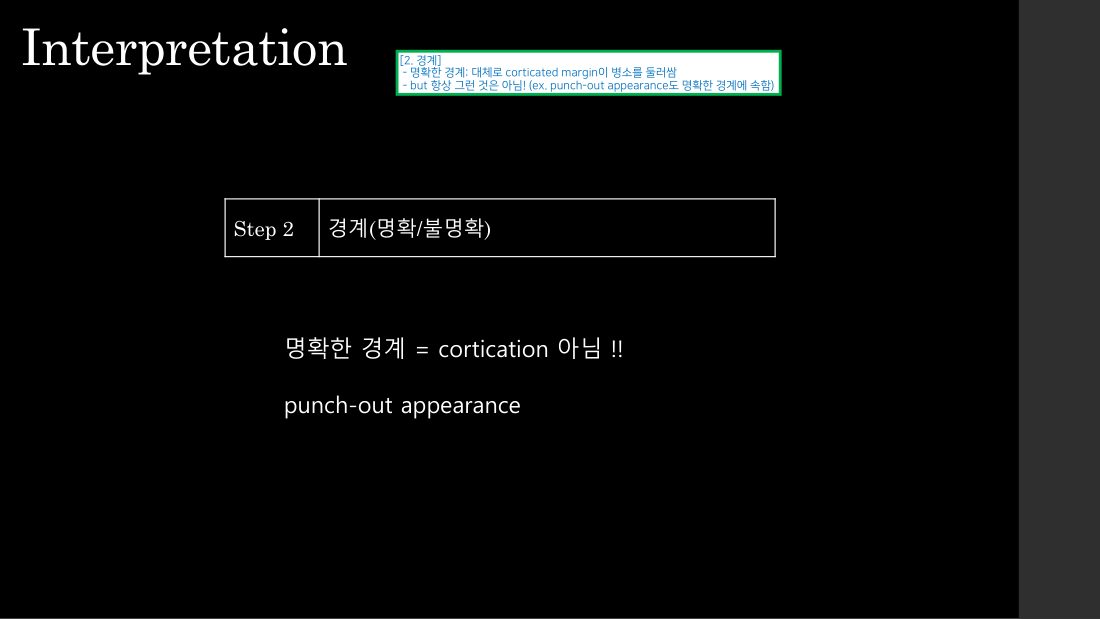 Interpretation
[2. 경계]
- 명확한 경계: 대체로 corticated margin이 병소를 둘러쌈
- but 항상 그런 것은 아님! (ex. punch-out appearance도 명확한 경계에 속함)
Step 2 경계(명확/불명확)
명확한 경계 = cortication 아님 !!
punch-out appearance